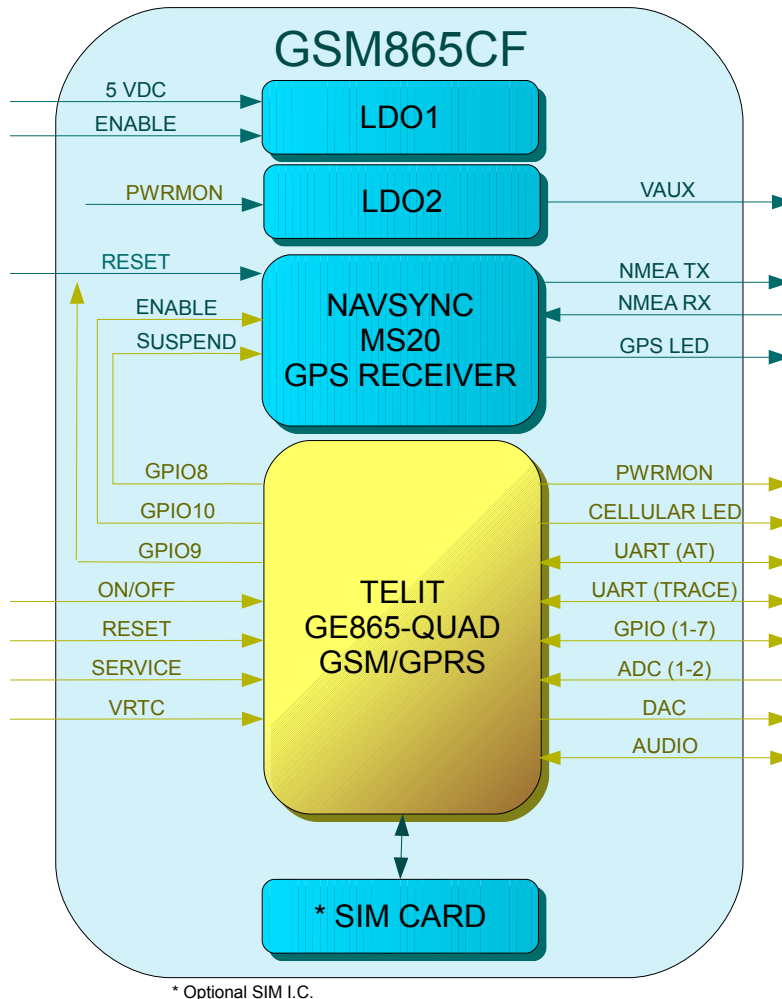 GSM865CF
5 VDC
ENABLE
LDO1
PWRMON
LDO2
VAUX
RESET
ENABLE
SUSPEND
NAVSYNC
MS20
GPS RECEIVER
NMEA TX
NMEA RX
GPS LED
GPIO8
GPIO10
GPIO9
ON/OFF
RESET
SERVICE
VRTC
TELIT
GE865-QUAD
GSM/GPRS
PWRMON
CELLULAR LED
UART (AT)
UART (TRACE)
GPIO (1-7)
ADC (1-2)
DAC
AUDIO
* SIM CARD
* Optional SIM I.C.